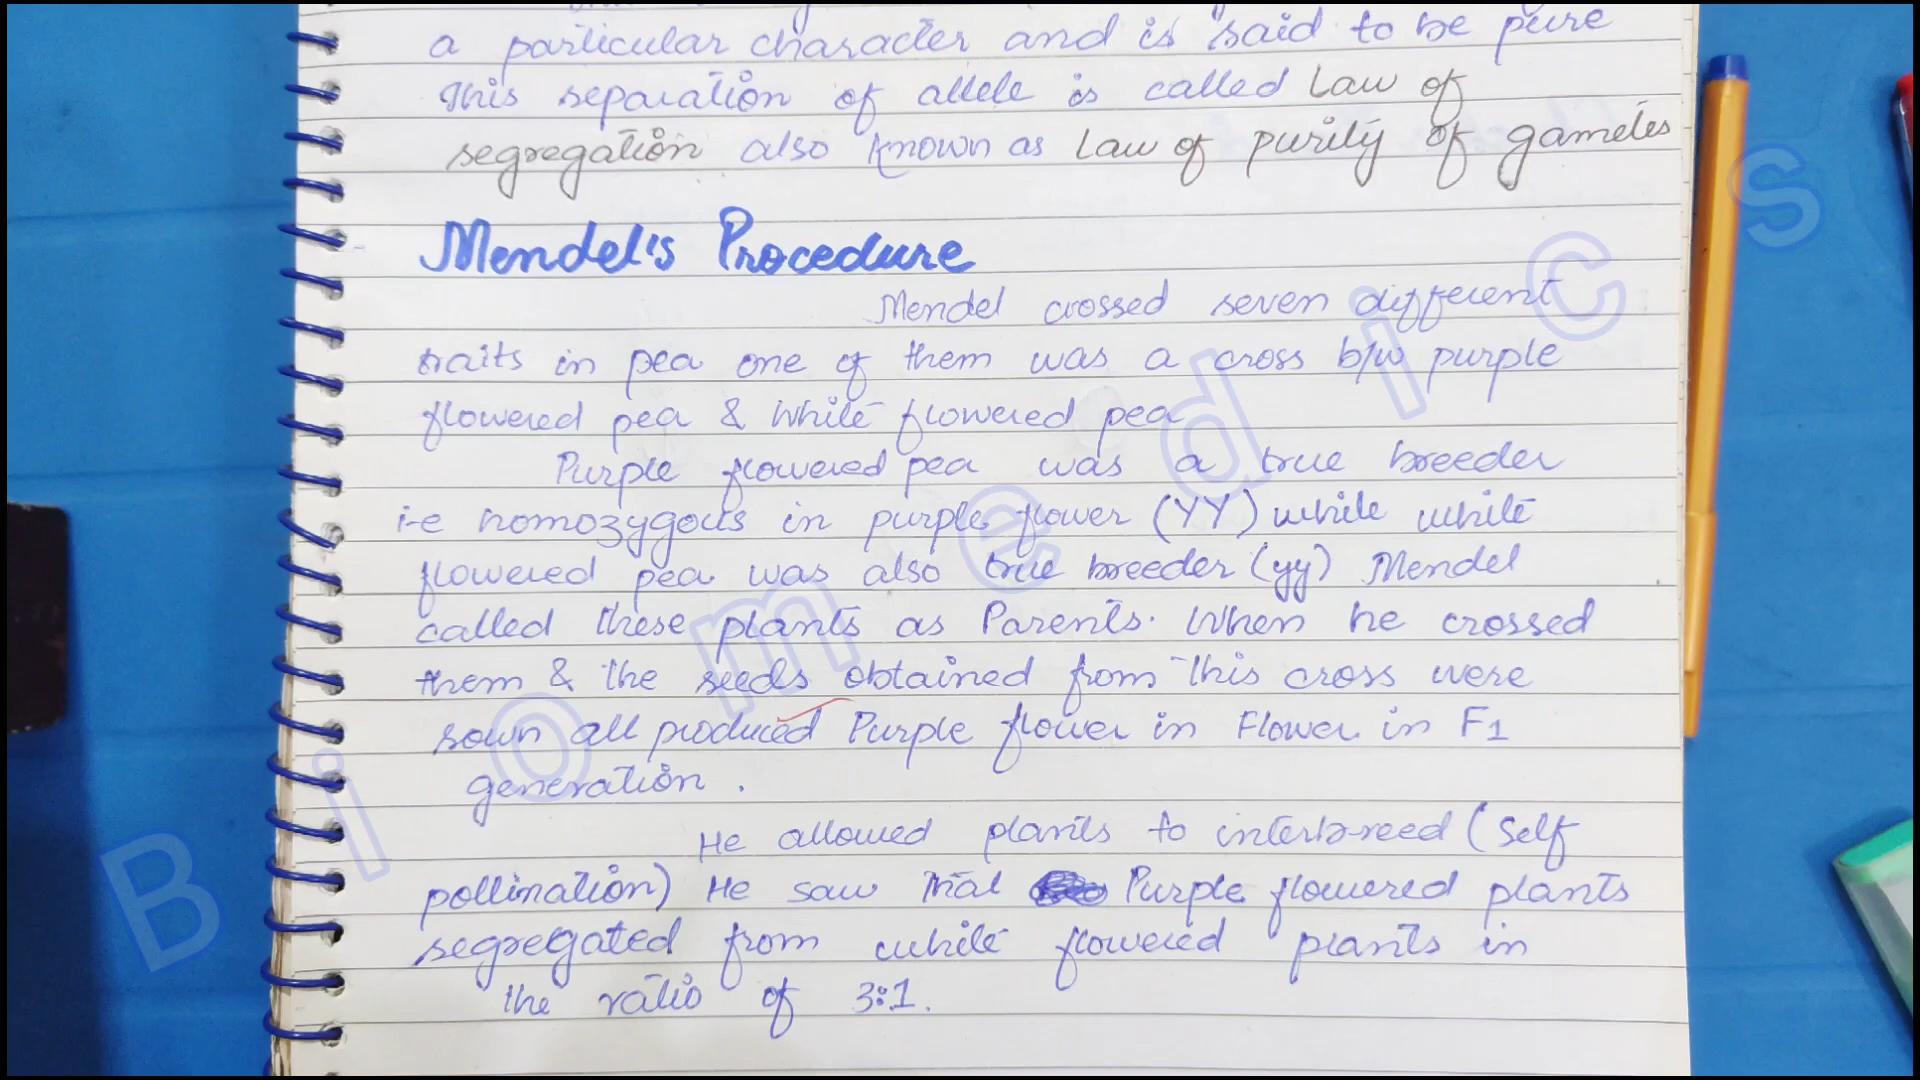 a particular character and is said to be pure
This separation of allele is called Law of
segregation also known as Law of purity of gametes
Mendel's Procedure
Mendel crossed seven different
traits in pea one of them was a cross b/w purple
flowered pea & white flowered pea
Purple flowered pea was a true breeder
i-e homozygous in purple flower (YY) while white
flowered pea was also true breeder (yy) Mendel
called these plants as Parents. When he crossed
them & the seeds obtained from this cross were
sown all produced Purple flower in Flower in F1
generation.
He allowed plants to interbreed (Self
pollination) He saw that Purple flowered plants
segregated from white flowered plants in
the ratio of 3:1.
Biomedics